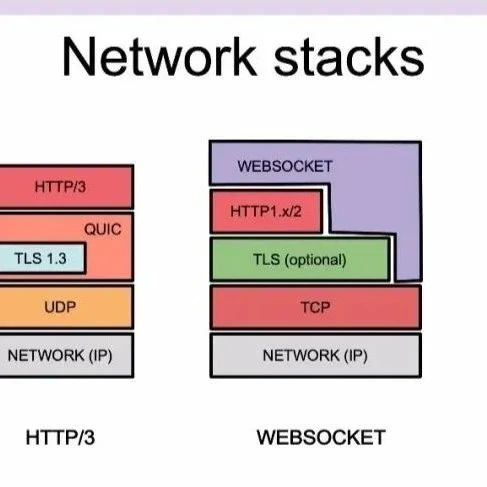 Network stacks
HTTP/3
QUIC
TLS 1.3
UDP
NETWORK (IP)
HTTP/3
WEBSOCKET
HTTP1.x/2
TLS (optional)
TCP
NETWORK (IP)
WEBSOCKET